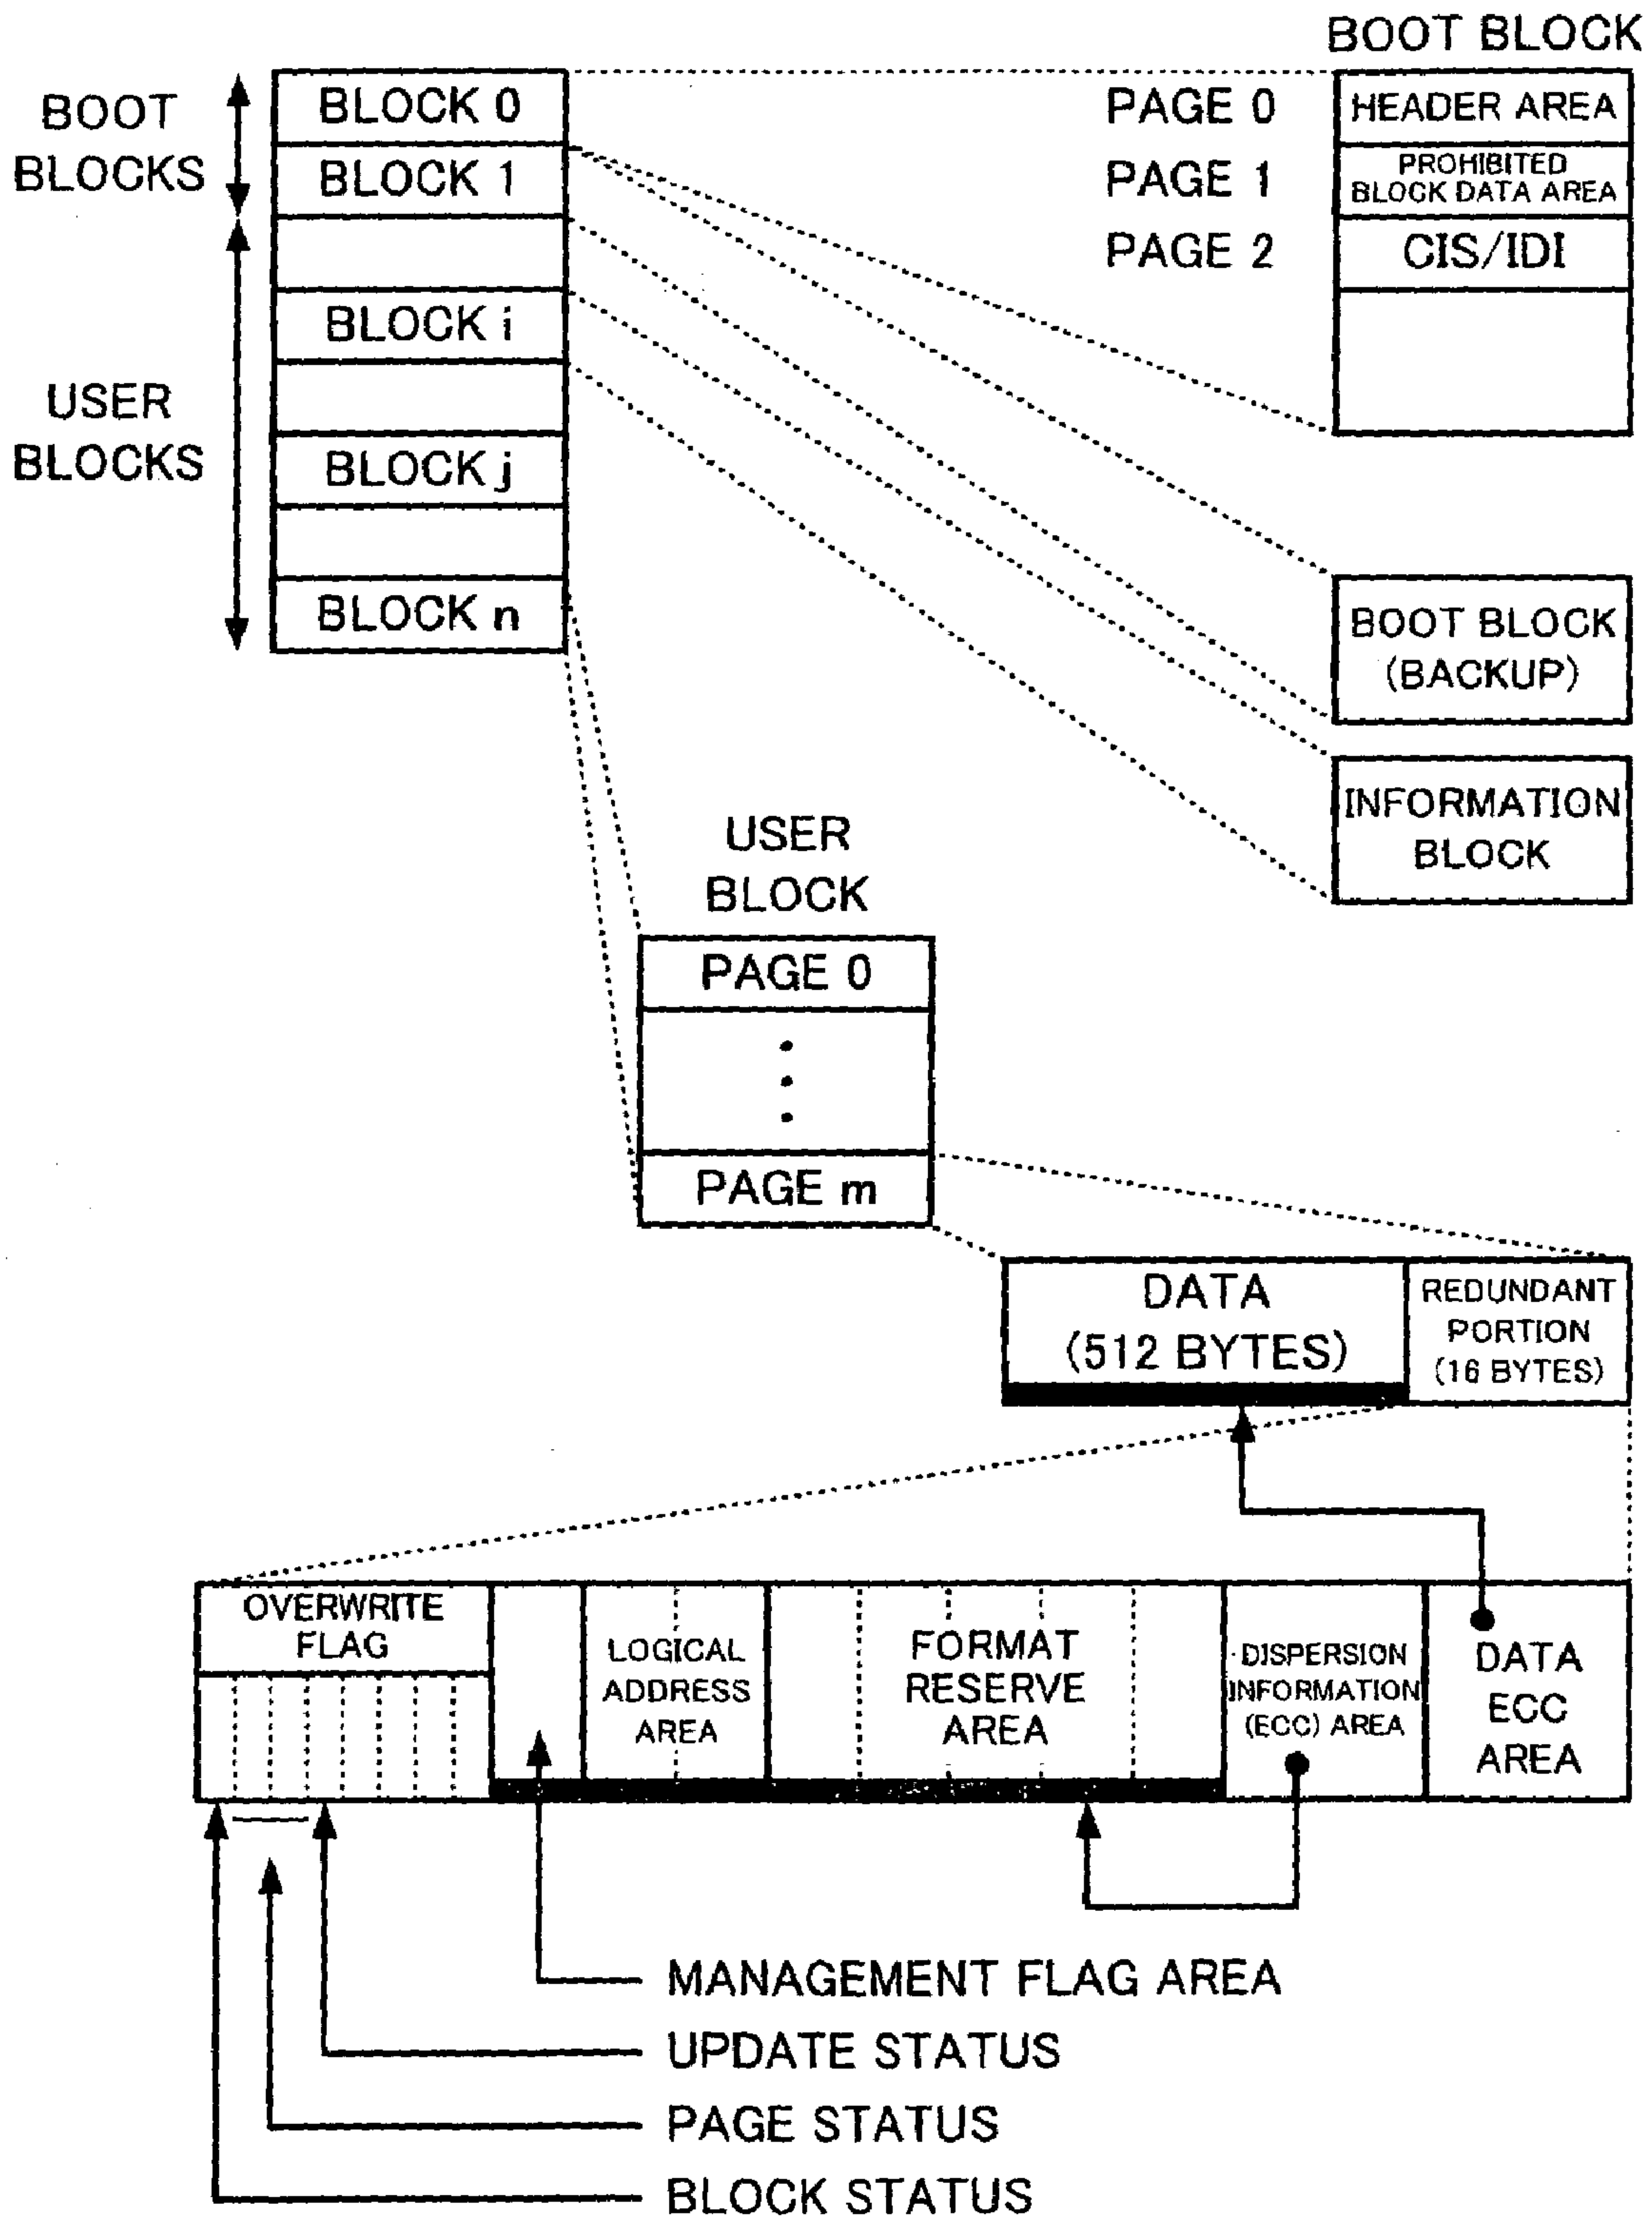 BOOT BLOCK
BOOT
BLOCKS
BLOCK 0
BLOCK 1
PAGE 0
HEADER AREA
PAGE 1
PROHIBITED
BLOCK DATA AREA
PAGE 2
CIS/IDI
USER
BLOCKS
BLOCK i
BLOCK j
BLOCK n
BOOT BLOCK
(BACKUP)
INFORMATION
BLOCK
USER
BLOCK
PAGE 0
PAGE m
DATA
(512 BYTES)
REDUNDANT
PORTION
(16 BYTES)
OVERWRITE
FLAG
LOGICAL
ADDRESS
AREA
FORMAT
RESERVE
AREA
DISPERSION
INFORMATION
(ECC) AREA
DATA
ECC
AREA
MANAGEMENT FLAG AREA
UPDATE STATUS
PAGE STATUS
BLOCK STATUS